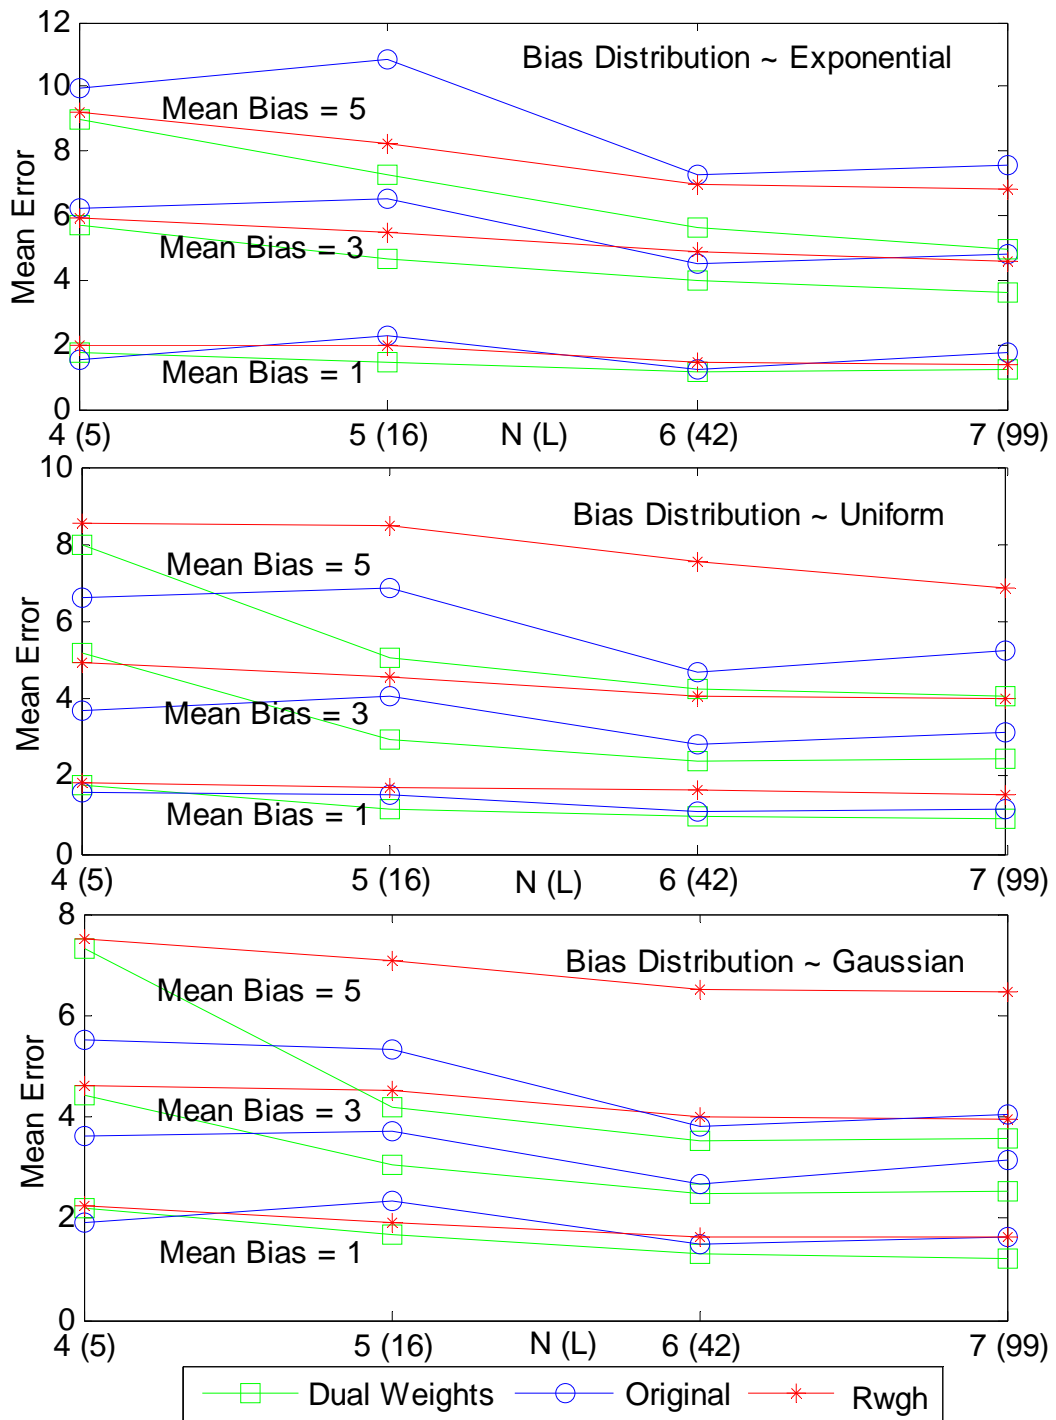 12
Bias Distribution ~ Exponential
10
Mean Bias = 5
8
Mean Error
6
Mean Bias = 3
4
2
Mean Bias = 1
0
4 (5) 5 (16) N (L) 6 (42) 7 (99)
10
Bias Distribution ~ Uniform
8
Mean Bias = 5
6
Mean Error
4
Mean Bias = 3
2
Mean Bias = 1
0
4 (5) 5 (16) N (L) 6 (42) 7 (99)
8
Bias Distribution ~ Gaussian
Mean Bias = 5
6
Mean Error
4
Mean Bias = 3
2
Mean Bias = 1
0
4 (5) 5 (16) N (L) 6 (42) 7 (99)
Dual Weights Original Rwgh